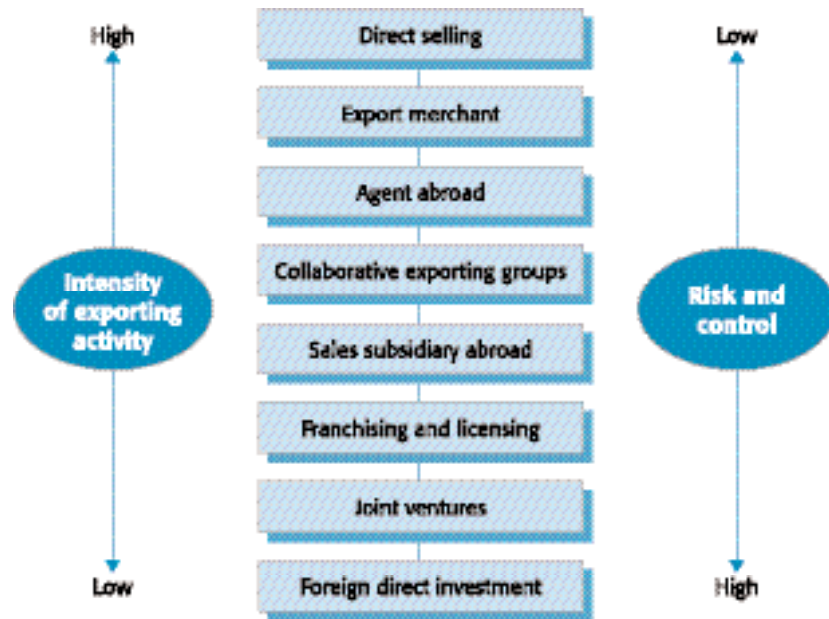 High
Direct selling
Low
Export merchant
Agent abroad
Intensity
of exporting
activity
Collaborative exporting groups
Risk and
control
Sales subsidiary abroad
Franchising and licensing
Joint ventures
Low
Foreign direct investment
High